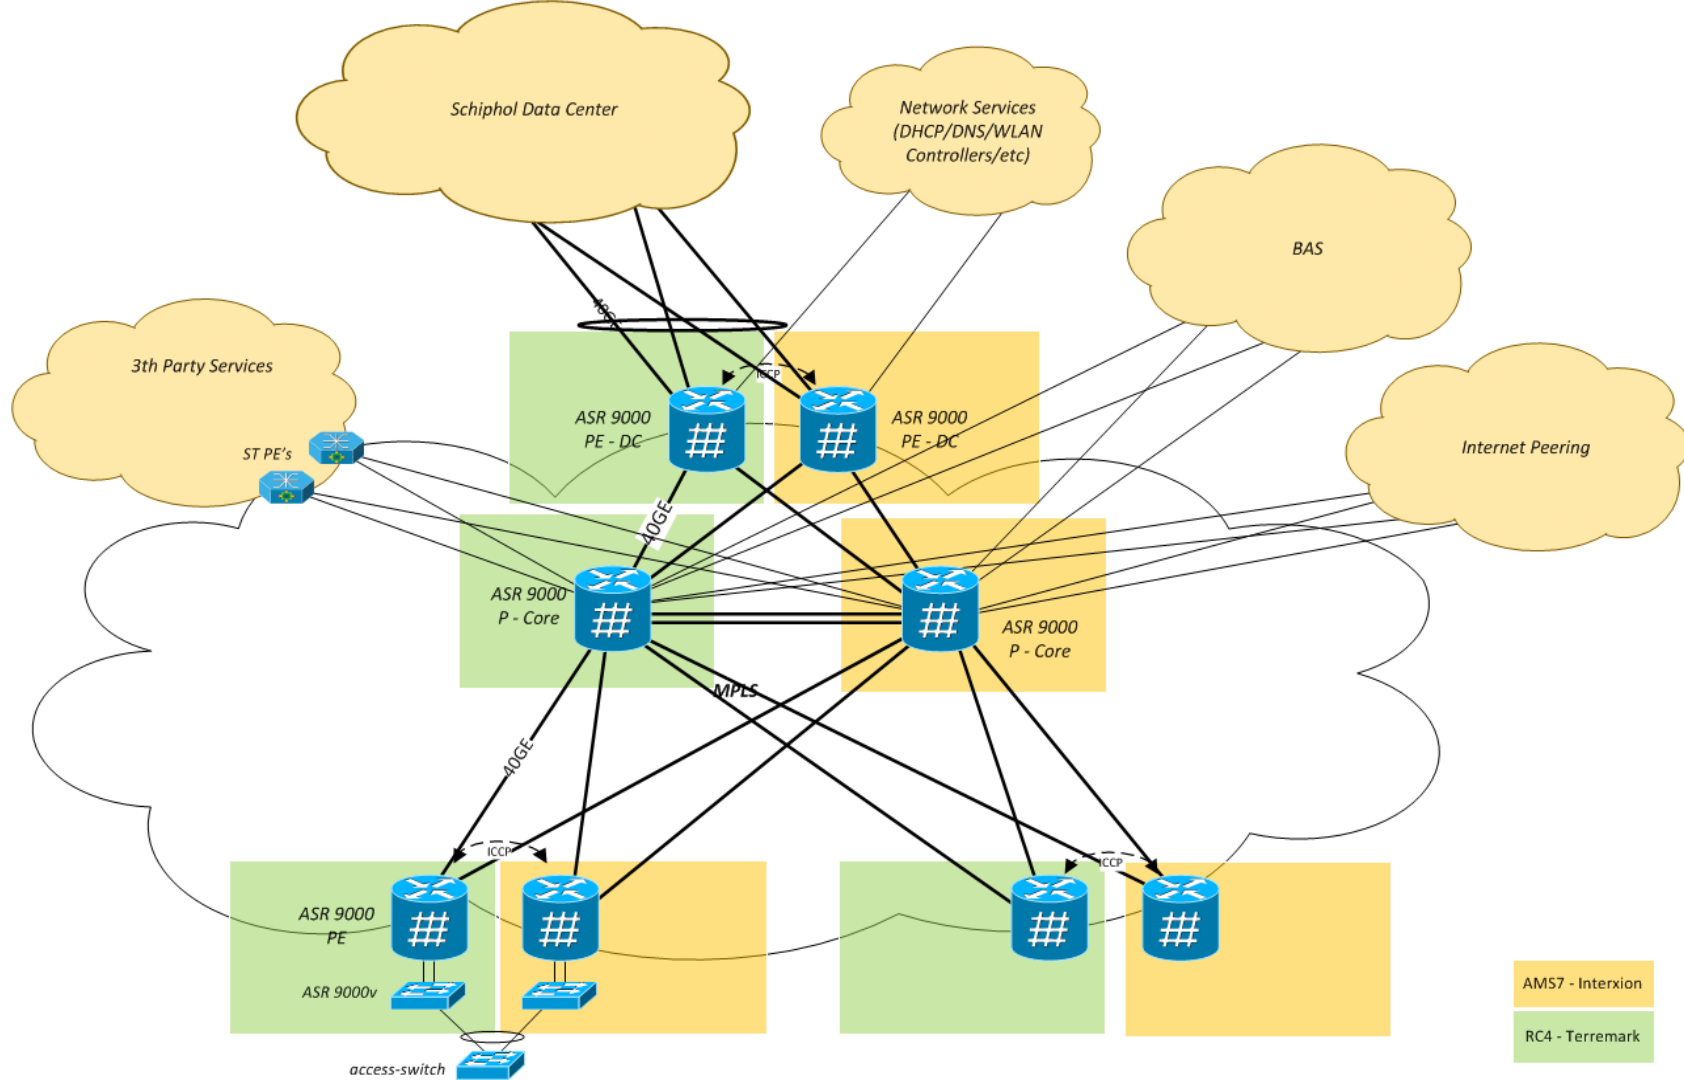 Schiphol Data Center
Network Services
(DHCP/DNS/WLAN
Controllers/etc)
BAS
3th Party Services
ST PE's
Internet Peering
40GE
ICCP
ASR 9000
PE - DC
ASR 9000
PE - DC
40GE
ASR 9000
P - Core
ASR 9000
P - Core
MPLS
40GE
ICCP
ICCP
ASR 9000
PE
ASR 9000v
access-switch
AMS7 - Interxion
RC4 - Terremark